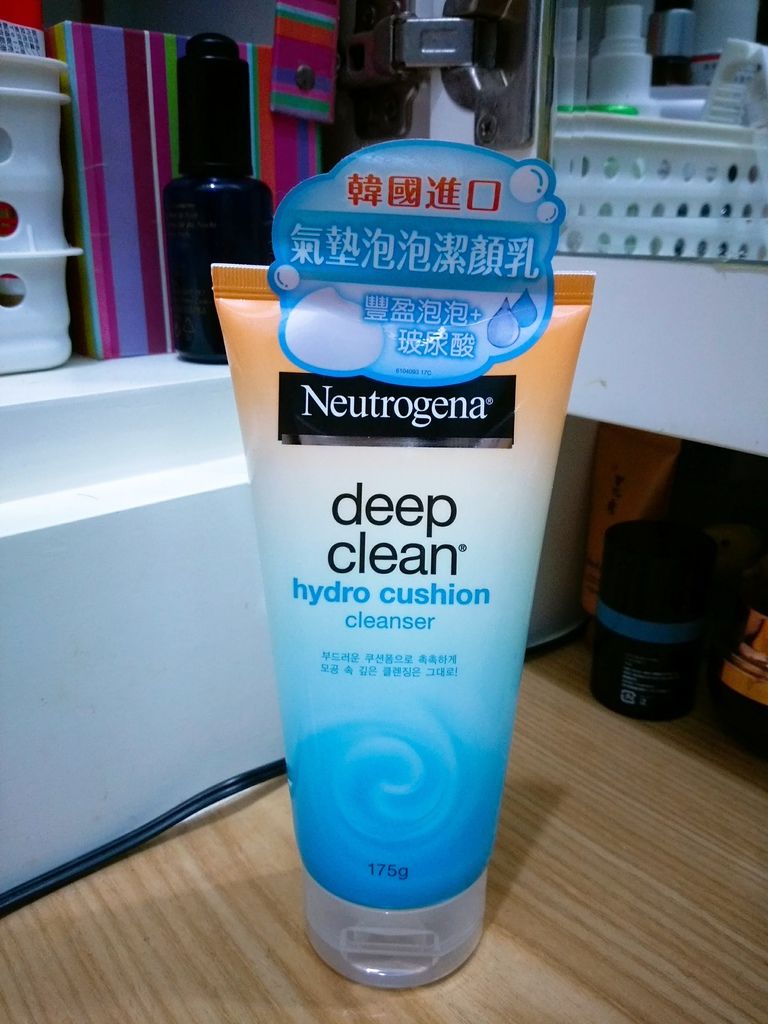 韓國進口
氣墊泡泡潔顏乳
豐盈泡泡+
玻尿酸
6104093 17C
Neutrogena®
deep
clean®
hydro cushion
cleanser
부드러운 쿠션폼으로 촉촉하게
모공 속 깊은 클렌징은 그대로!
175g